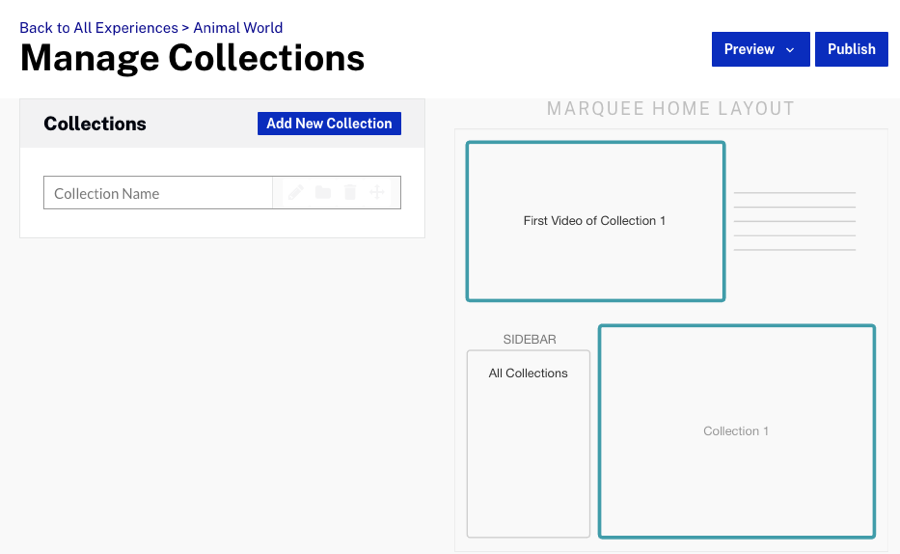 Back to All Experiences > Animal World
Manage Collections
Preview
Publish
Collections
Add New Collection
Collection Name
MARQUEE HOME LAYOUT
First Video of Collection 1
SIDEBAR
All Collections
Collection 1